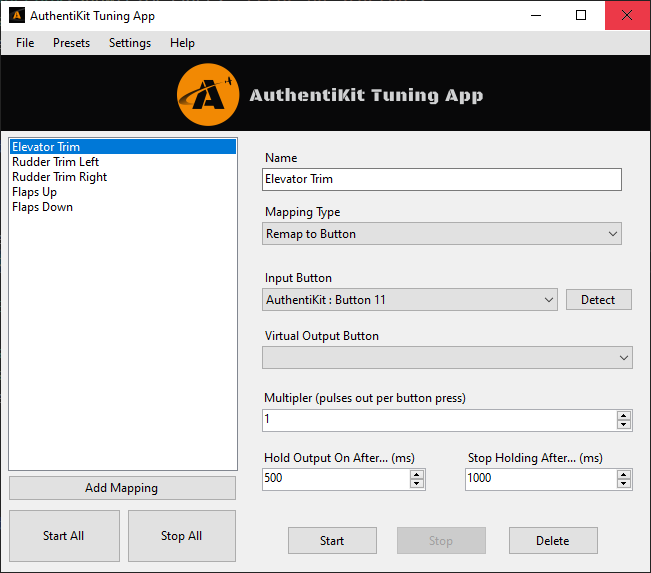 AuthentiKit Tuning App
File Presets Settings Help
A AuthentiKit Tuning App
Elevator Trim
Rudder Trim Left
Rudder Trim Right
Flaps Up
Flaps Down
Add Mapping
Start All Stop All
Name
Elevator Trim
Mapping Type
Remap to Button
Input Button
AuthentiKit : Button 11 Detect
Virtual Output Button
Multipler (pulses out per button press)
1
Hold Output On After... (ms) Stop Holding After... (ms)
500 1000
Start Stop Delete